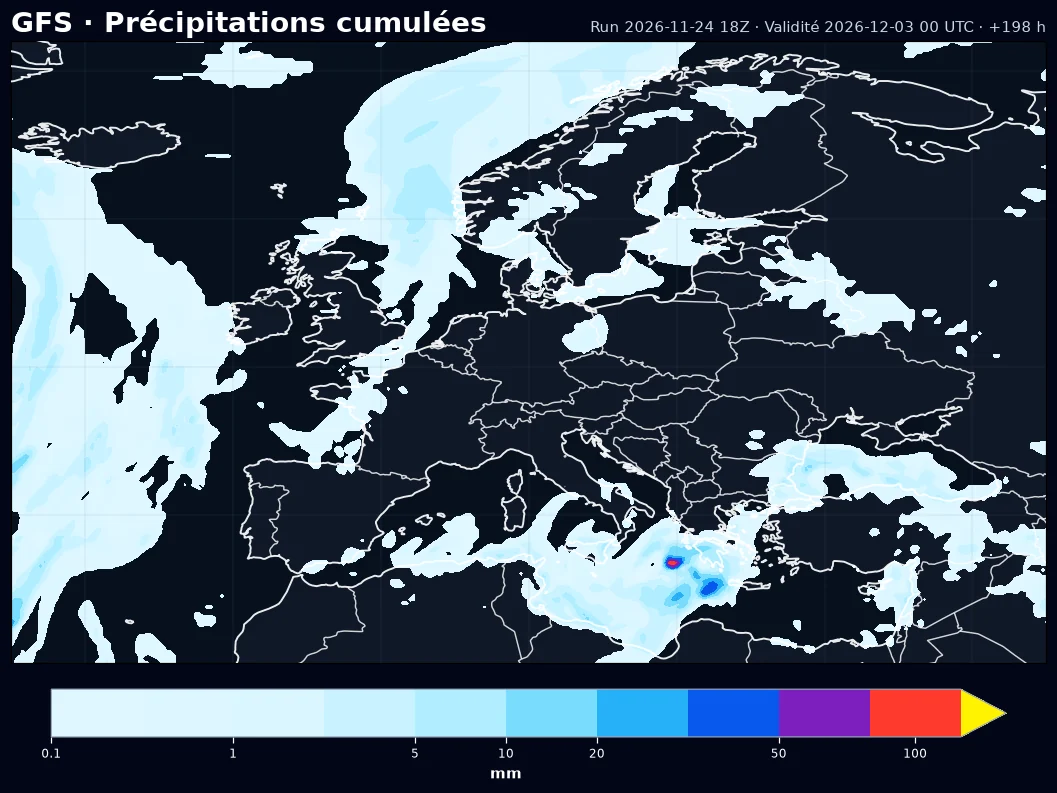 GFS · Précipitations cumulées
Run 2026-11-24 18Z · Validité 2026-12-03 00 UTC · +198 h
0.1 1 5 10 20 50 100
mm